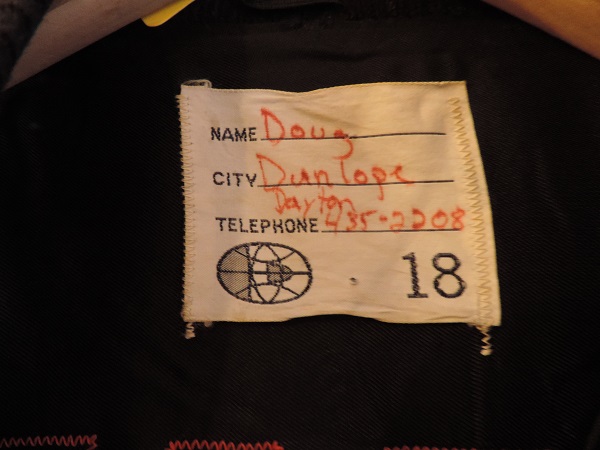 NAME Doug
CITY Dunlope
Dayton
TELEPHONE 435-2208
18